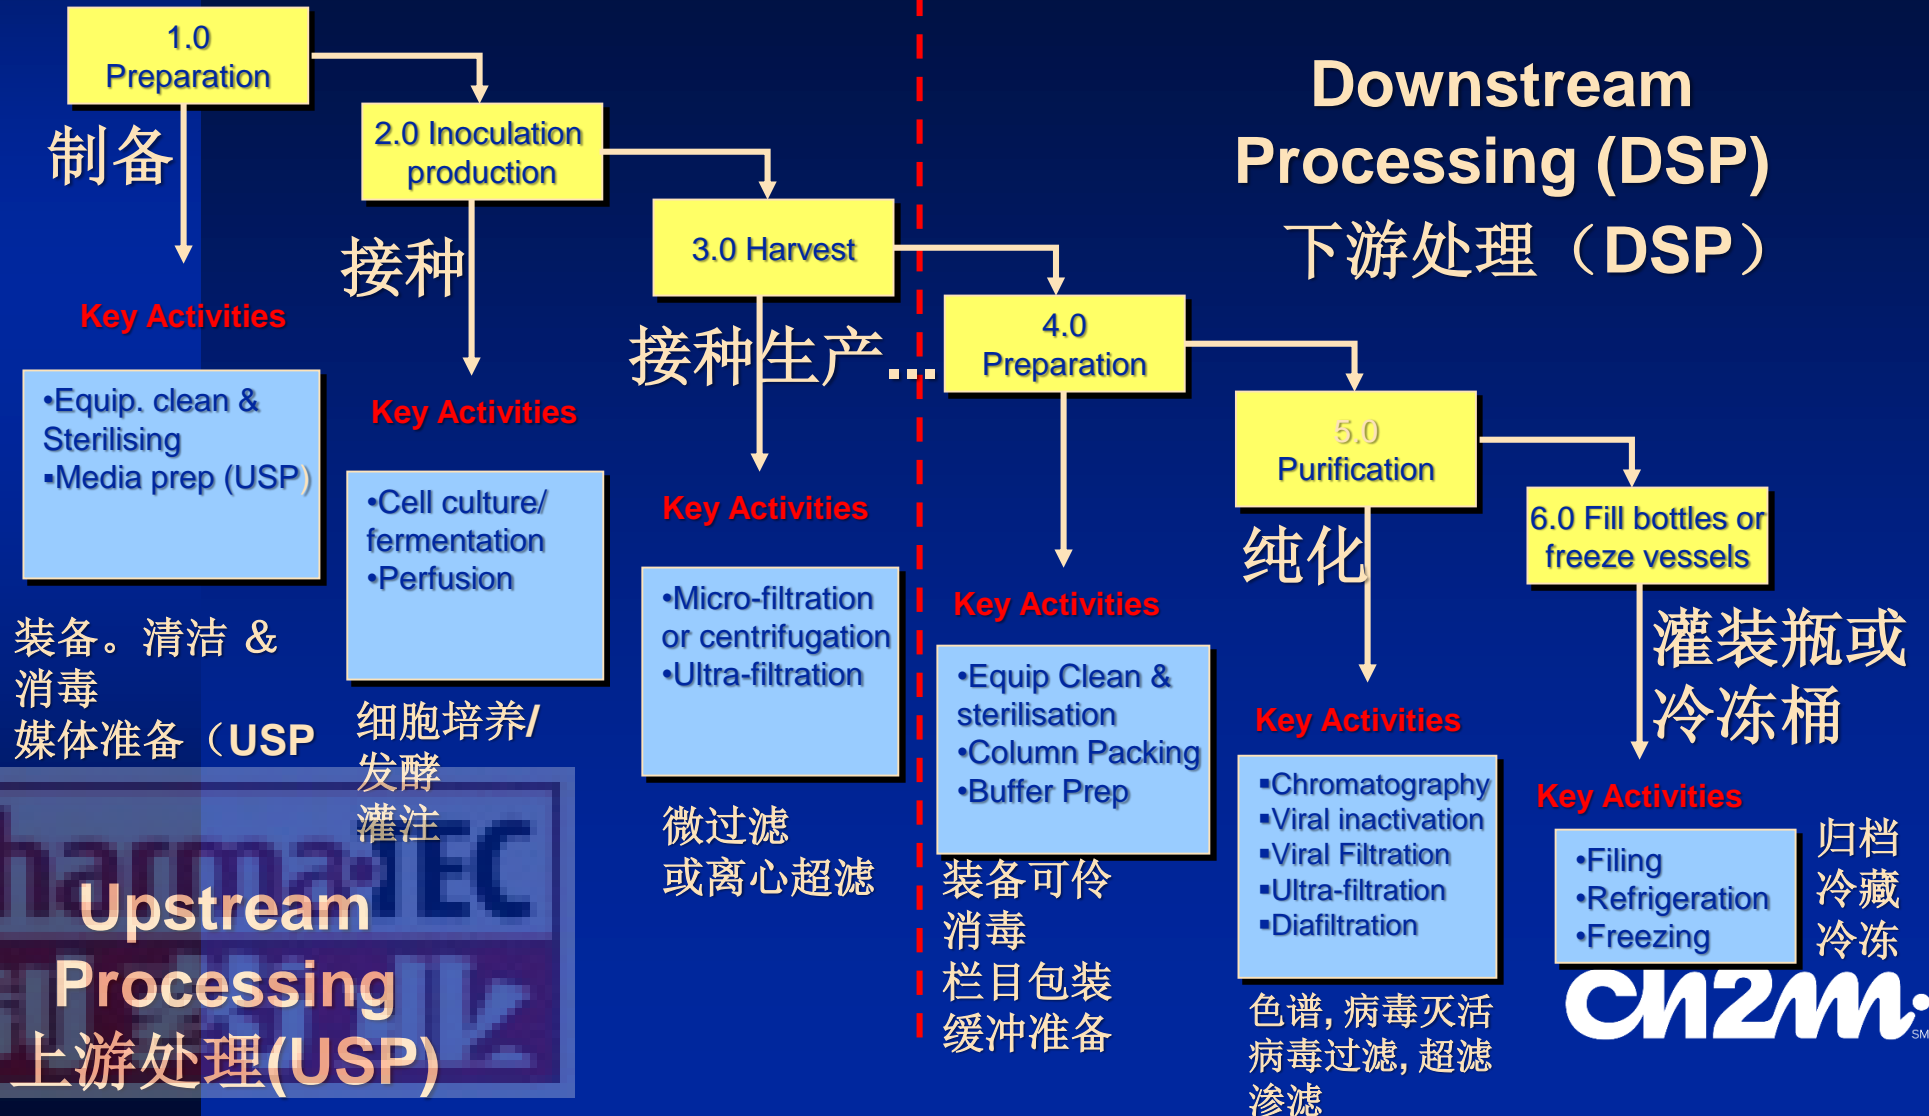 1.0
Preparation
制备
Key Activities
•Equip. clean &
Sterilising
▪Media prep (USP)
装备。清洁 ＆
消毒
媒体准备（USP
2.0 Inoculation
production
接种
Key Activities
•Cell culture/
fermentation
•Perfusion
细胞培养/
发酵
灌注
3.0 Harvest
接种生产...
Key Activities
•Micro-filtration
or centrifugation
•Ultra-filtration
微过滤
或离心超滤
Upstream
Processing
上游处理(USP)
Downstream
Processing (DSP)
下游处理（DSP）
4.0
Preparation
Key Activities
•Equip Clean &
sterilisation
•Column Packing
•Buffer Prep
装备可伶
消毒
栏目包装
缓冲准备
5.0
Purification
纯化
Key Activities
▪Chromatography
▪Viral inactivation
▪Viral Filtration
▪Ultra-filtration
▪Diafiltration
色谱, 病毒灭活
病毒过滤, 超滤
渗滤
6.0 Fill bottles or
freeze vessels
灌装瓶或
冷冻桶
Key Activities
•Filing
•Refrigeration
•Freezing
归档
冷藏
冷冻
CH2M
SM